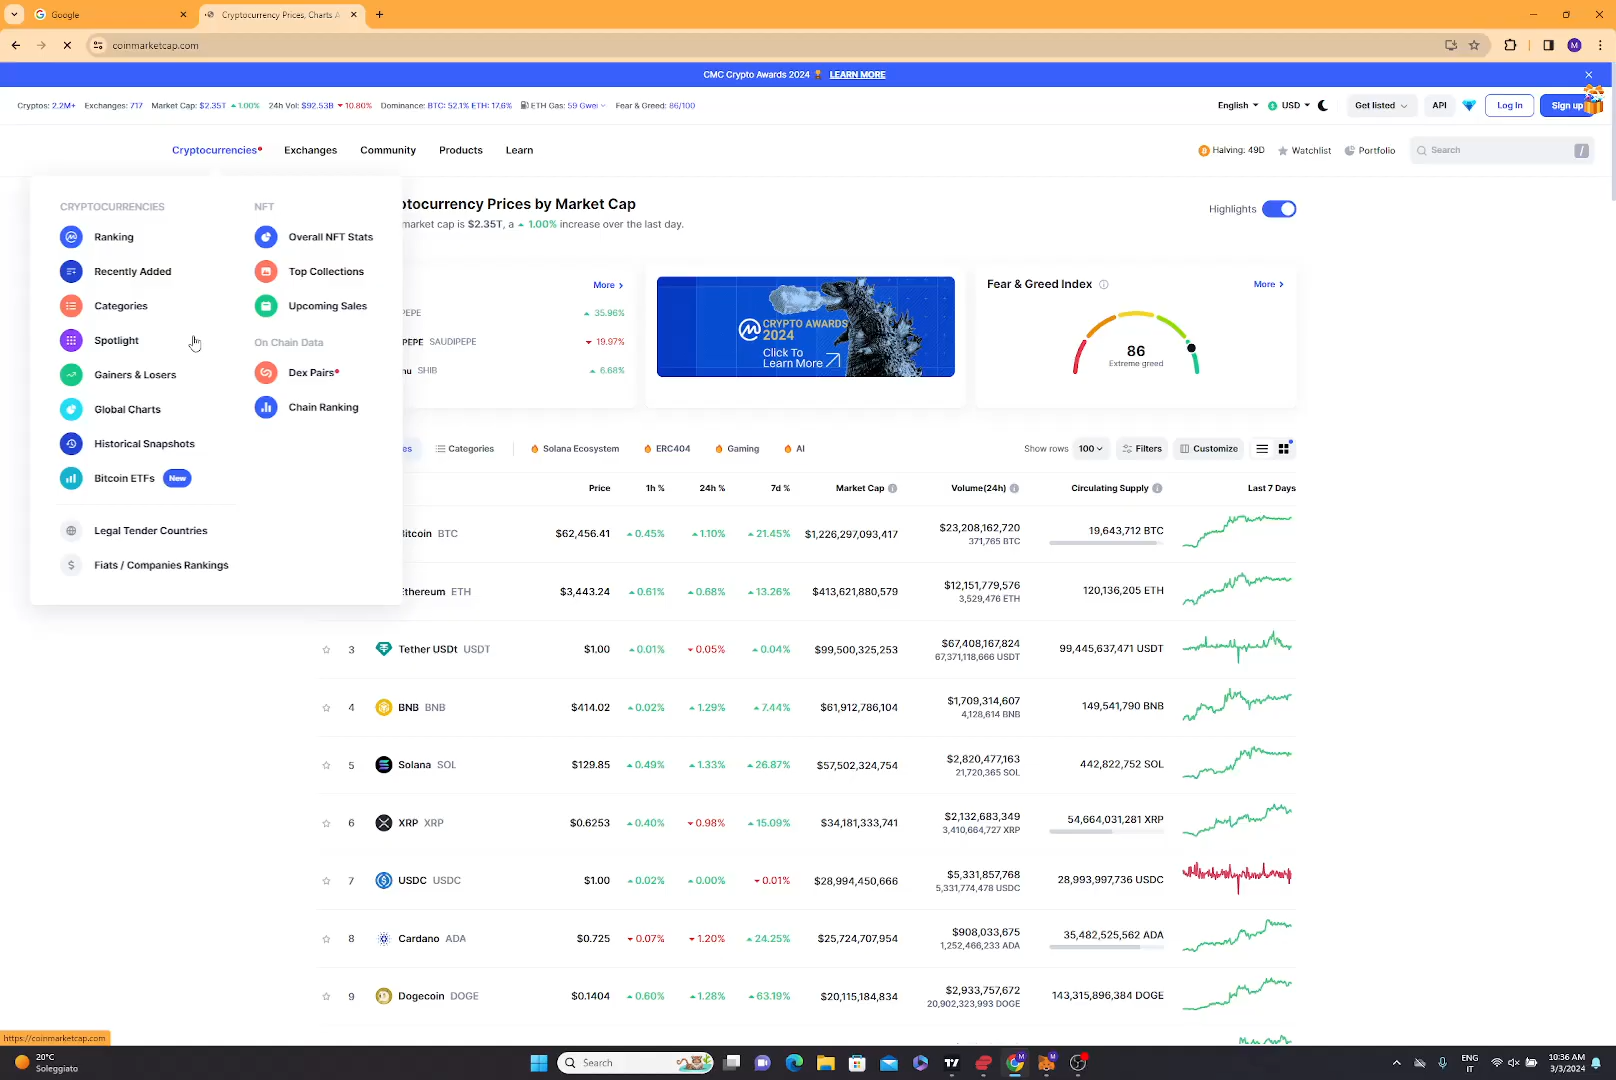 Google
Cryptocurrency Prices, Charts A
coinmarketcap.com
M
CMC Crypto Awards 2024 🏆 LEARN MORE
Cryptos: 2.2M+ Exchanges: 717 Market Cap: $2.35T 1.00% 24h Vol: $92.53B 10.80% Dominance: BTC: 52.1% ETH: 17.6% ETH Gas: 59 Gwei Fear & Greed: 86/100
English USD Get listed API Log In Sign up
Cryptocurrencies Exchanges Community Products Learn
Halving: 49D Watchlist Portfolio Search /
CRYPTOCURRENCIES
Ranking
Recently Added
Categories
Spotlight
Gainers & Losers
Global Charts
Historical Snapshots
Bitcoin ETFs New
Legal Tender Countries
Fiats / Companies Rankings
NFT
Overall NFT Stats
Top Collections
Upcoming Sales
On Chain Data
Dex Pairs
Chain Ranking
ptocurrency Prices by Market Cap
market cap is $2.35T, a 1.00% increase over the last day.
Highlights
More
PEPE 35.96%
PEPE SAUDIPEPE 19.97%
nu SHIB 6.68%
CRYPTO AWARDS
2024
Click To
Learn More
Fear & Greed Index More
86
Extreme greed
es Categories Solana Ecosystem ERC404 Gaming AI
Show rows 100 Filters Customize
Price 1h % 24h % 7d % Market Cap Volume(24h) Circulating Supply Last 7 Days
Bitcoin BTC $62,456.41 0.45% 1.10% 21.45% $1,226,297,093,417 $23,208,162,720 19,643,712 BTC
371,765 BTC
Ethereum ETH $3,443.24 0.61% 0.68% 13.26% $413,621,880,579 $12,151,779,576 120,136,205 ETH
3,529,476 ETH
3 Tether USDt USDT $1.00 0.01% 0.05% 0.04% $99,500,325,253 $67,408,167,824 99,445,637,471 USDT
67,371,118,666 USDT
4 BNB BNB $414.02 0.02% 1.29% 7.44% $61,912,786,104 $1,709,314,607 149,541,790 BNB
4,128,614 BNB
5 Solana SOL $129.85 0.49% 1.33% 26.87% $57,502,324,754 $2,820,477,163 442,822,752 SOL
21,720,365 SOL
6 XRP XRP $0.6253 0.40% 0.98% 15.09% $34,181,333,741 $2,132,683,349 54,664,031,281 XRP
3,410,664,727 XRP
7 USDC USDC $1.00 0.02% 0.00% 0.01% $28,994,450,666 $5,331,857,768 28,993,997,736 USDC
5,331,774,478 USDC
8 Cardano ADA $0.725 0.07% 1.20% 24.25% $25,724,707,954 $908,033,675 35,482,525,562 ADA
1,252,466,233 ADA
9 Dogecoin DOGE $0.1404 0.60% 1.28% 63.19% $20,115,184,834 $2,933,757,672 143,315,896,384 DOGE
20,902,323,993 DOGE
https://coinmarketcap.com
20°C
Soleggiato
Search
ENG
IT
10:36 AM
3/3/2024